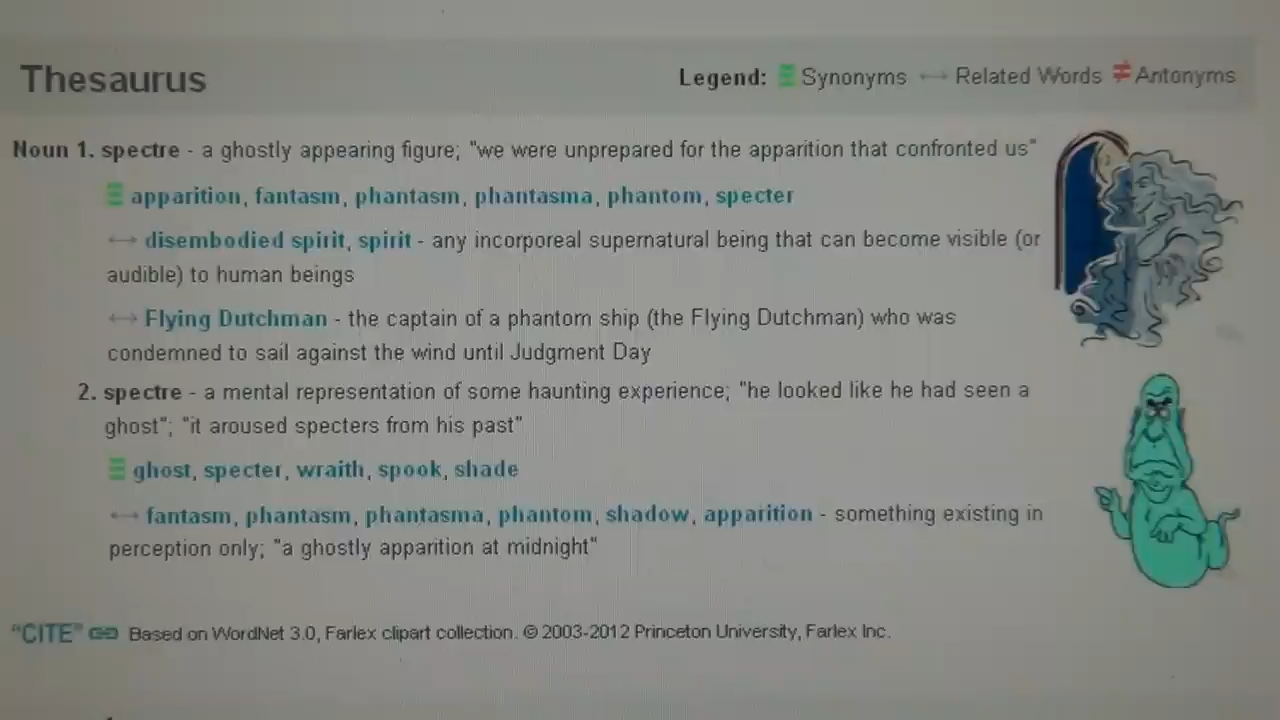 Thesaurus
Legend: Synonyms ↔ Related Words ≠ Antonyms
Noun 1. spectre - a ghostly appearing figure; "we were unprepared for the apparition that confronted us"
apparition, fantasm, phantasm, phantasma, phantom, specter
↔ disembodied spirit, spirit - any incorporeal supernatural being that can become visible (or
audible) to human beings
↔ Flying Dutchman - the captain of a phantom ship (the Flying Dutchman) who was
condemned to sail against the wind until Judgment Day
2. spectre - a mental representation of some haunting experience; "he looked like he had seen a
ghost"; "it aroused specters from his past"
ghost, specter, wraith, spook, shade
↔ fantasm, phantasm, phantasma, phantom, shadow, apparition - something existing in
perception only; "a ghostly apparition at midnight"
"CITE" Based on WordNet 3.0, Farlex clipart collection. © 2003-2012 Princeton University, Farlex Inc.